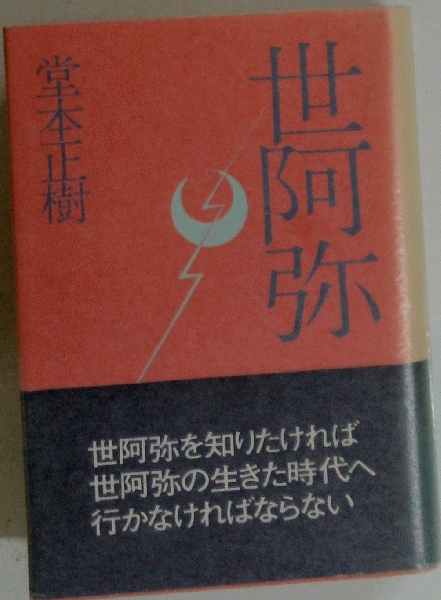 世阿弥
堂本正樹
世阿弥を知りたければ
世阿弥の生きた時代へ
行かなければならない